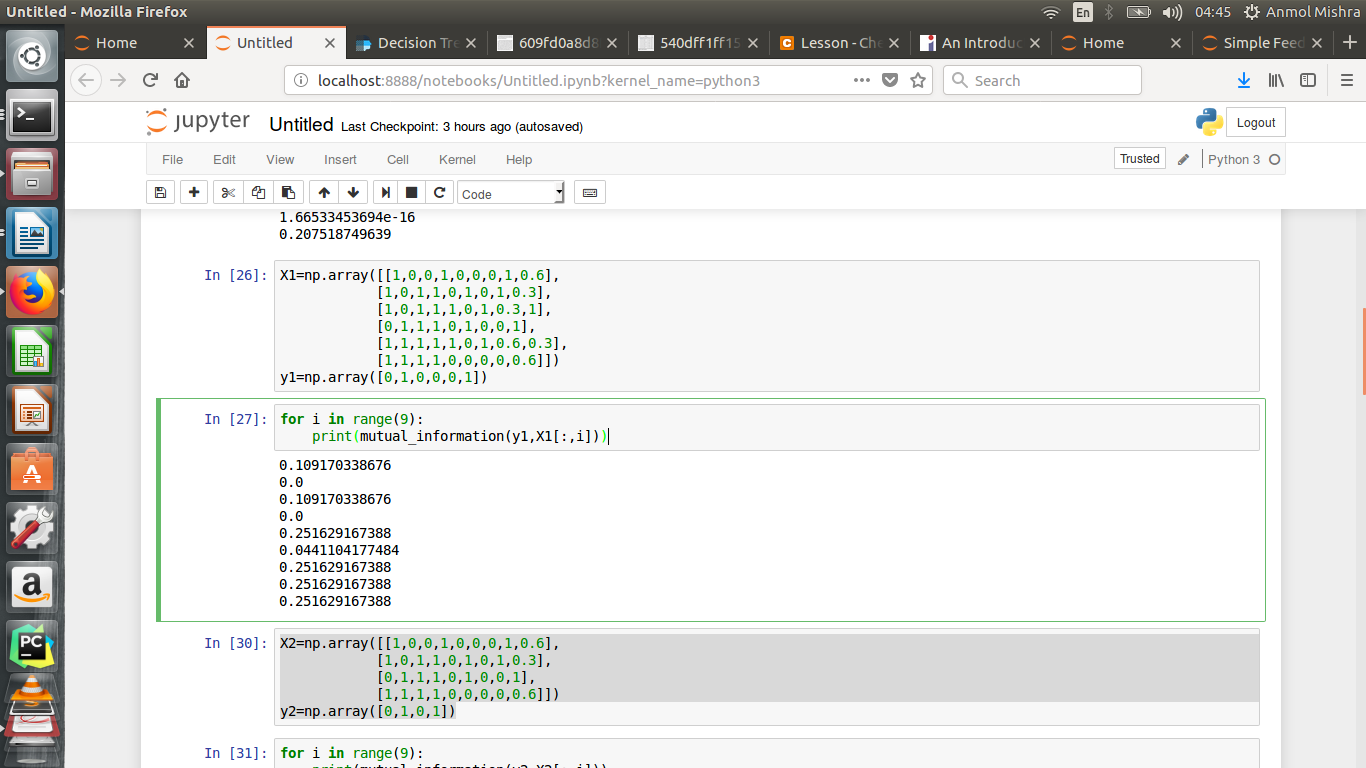 Untitled - Mozilla Firefox
En
04:45
Anmol Mishra
Home
Untitled
Decision Tre
609fd0a8d8
540dff1ff15
Lesson - Che
An Introduc
Home
Simple Feed
localhost:8888/notebooks/Untitled.ipynb?kernel_name=python3
Search
jupyter
Untitled Last Checkpoint: 3 hours ago (autosaved)
Logout
File Edit View Insert Cell Kernel Help
Trusted
Python 3
Code
1.66533453694e-16
0.207518749639
In [26]: X1=np.array([[1,0,0,1,0,0,0,1,0.6],
[1,0,1,1,0,1,0,1,0.3],
[1,0,1,1,1,0,1,0.3,1],
[0,1,1,1,0,1,0,0,1],
[1,1,1,1,1,0,1,0.6,0.3],
[1,1,1,1,0,0,0,0,0.6]])
y1=np.array([0,1,0,0,0,1])
In [27]: for i in range(9):
print(mutual_information(y1,X1[:,i]))
0.109170338676
0.0
0.109170338676
0.0
0.251629167388
0.0441104177484
0.251629167388
0.251629167388
0.251629167388
In [30]: X2=np.array([[1,0,0,1,0,0,0,1,0.6],
[1,0,1,1,0,1,0,1,0.3],
[0,1,1,1,0,1,0,0,1],
[1,1,1,1,0,0,0,0,0.6]])
y2=np.array([0,1,0,1])
In [31]: for i in range(9):
print(mutual_information(y2,X2[:,i]))
PC